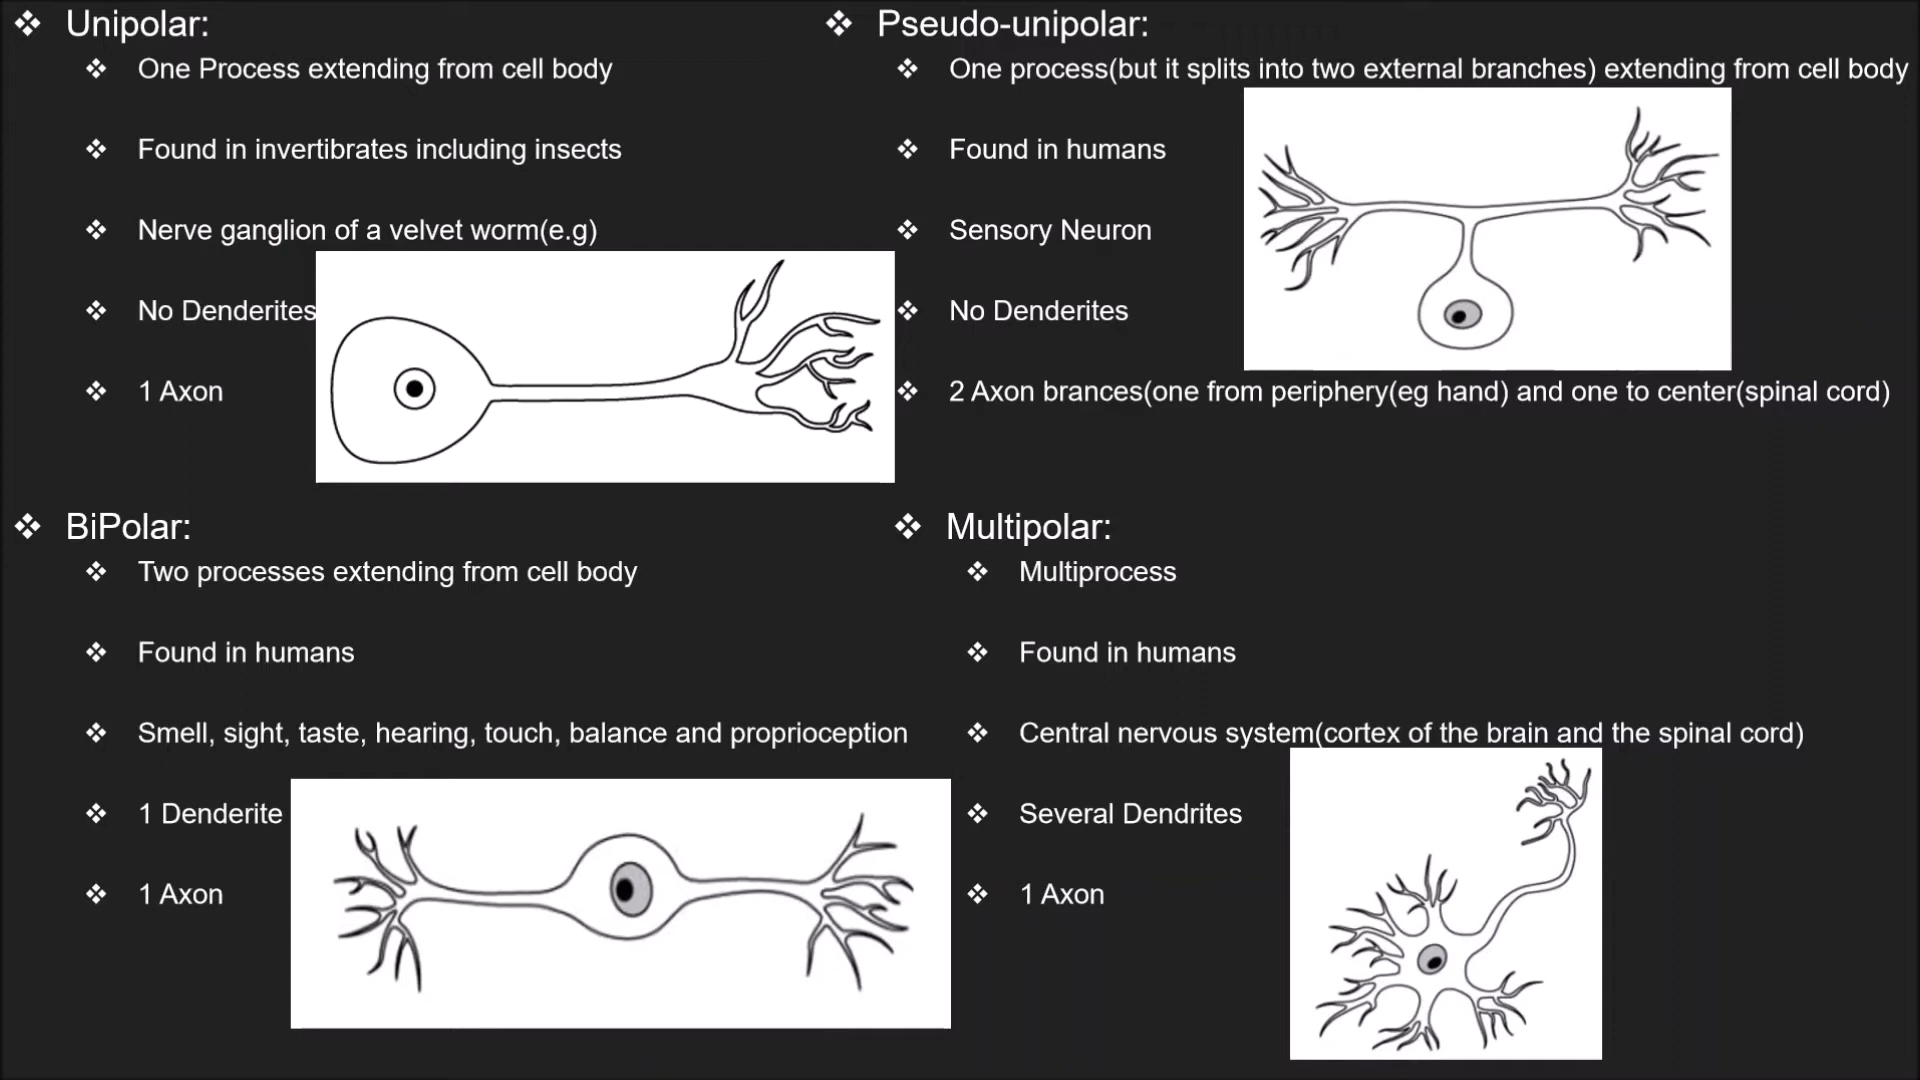 Unipolar:
One Process extending from cell body
Found in invertibrates including insects
Nerve ganglion of a velvet worm(e.g)
No Denderites
1 Axon
Pseudo-unipolar:
One process(but it splits into two external branches) extending from cell body
Found in humans
Sensory Neuron
No Denderites
2 Axon brances(one from periphery(eg hand) and one to center(spinal cord)
BiPolar:
Two processes extending from cell body
Found in humans
Smell, sight, taste, hearing, touch, balance and proprioception
1 Denderite
1 Axon
Multipolar:
Multiprocess
Found in humans
Central nervous system(cortex of the brain and the spinal cord)
Several Dendrites
1 Axon